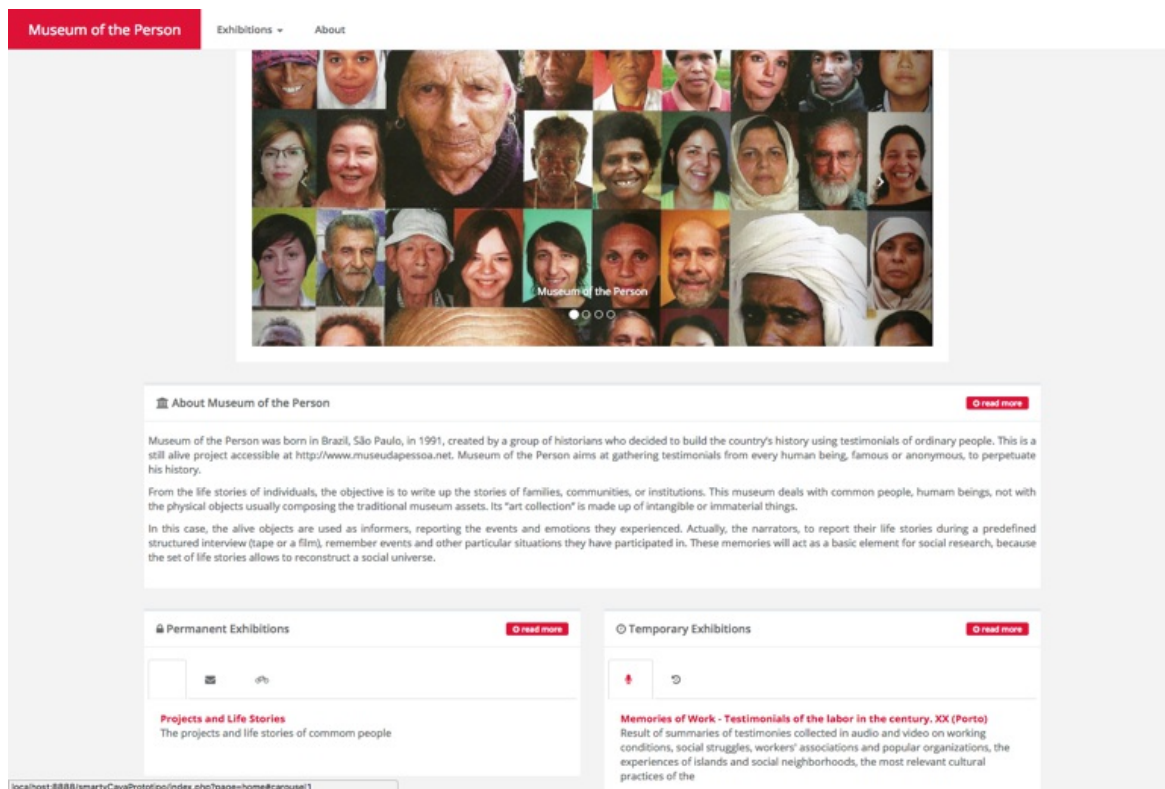 Museum of the Person Exhibitions About
Museum of the Person
About Museum of the Person
read more
Museum of the Person was born in Brazil, São Paulo, in 1991, created by a group of historians who decided to build the country's history using testimonials of ordinary people. This is a
still alive project accessible at http://www.museudapessoa.net. Museum of the Person aims at gathering testimonials from every human being, famous or anonymous, to perpetuate
his history.
From the life stories of individuals, the objective is to write up the stories of families, communities, or institutions. This museum deals with common people, humam beings, not with
the physical objects usually composing the traditional museum assets. Its "art collection" is made up of intangible or immaterial things.
In this case, the alive objects are used as informers, reporting the events and emotions they experienced. Actually, the narrators, to report their life stories during a predefined
structured interview (tape or a film), remember events and other particular situations they have participated in. These memories will act as a basic element for social research, because
the set of life stories allows to reconstruct a social universe.
Permanent Exhibitions
read more
Projects and Life Stories
The projects and life stories of commom people
Temporary Exhibitions
read more
Memories of Work - Testimonials of the labor in the century. XX (Porto)
Result of summaries of testimonies collected in audio and video on working
conditions, social struggles, workers' associations and popular organizations, the
experiences of islands and social neighborhoods, the most relevant cultural
practices of the
localhost:8888/smartyCavaPrototipo/index.php?page=home#carousel1